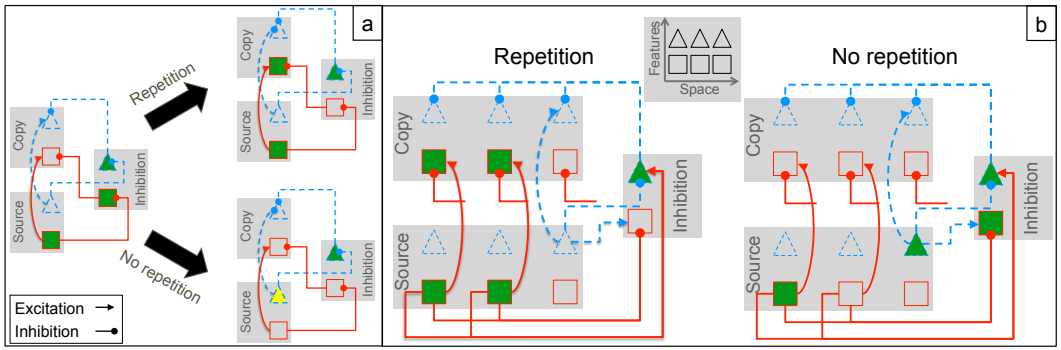 a
Repetition
No repetition
Copy
Source
Inhibition
Copy
Source
Inhibition
Copy
Source
Inhibition
Excitation
Inhibition
b
Repetition
Features
Space
No repetition
Copy
Source
Inhibition
Copy
Source
Inhibition